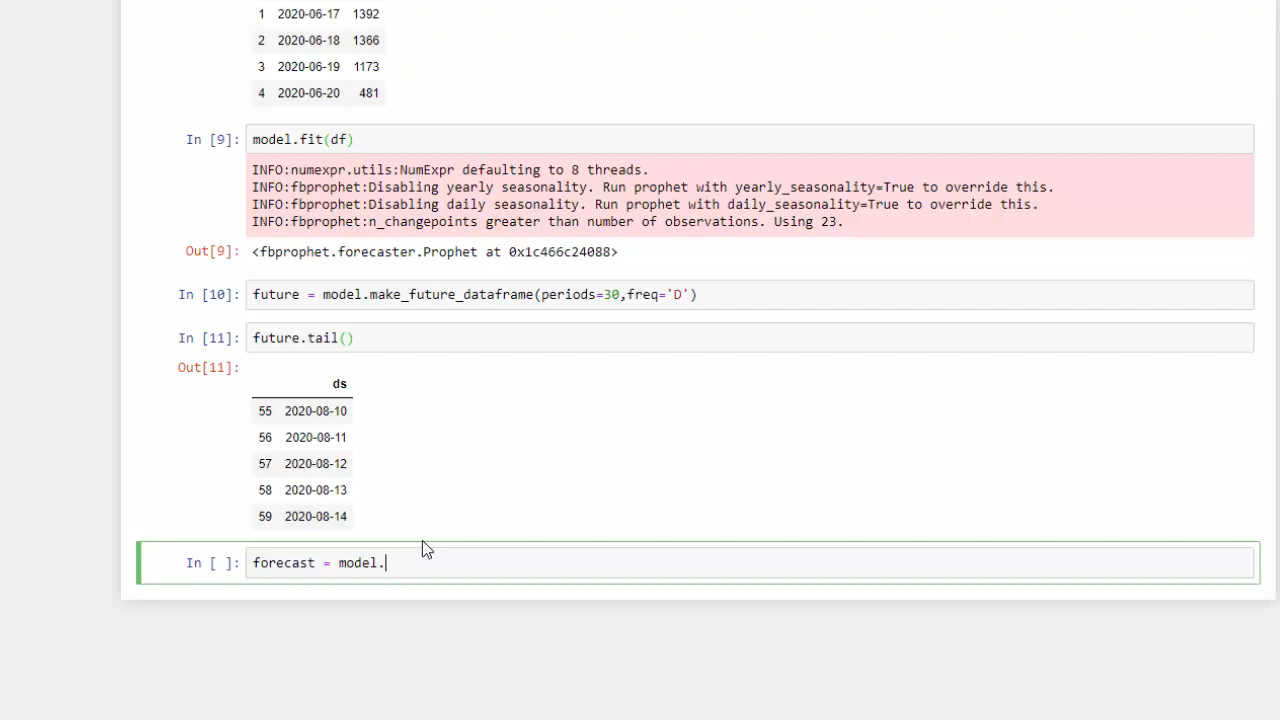 1 2020-06-17 1392
2 2020-06-18 1366
3 2020-06-19 1173
4 2020-06-20 481
In [9]: model.fit(df)
INFO:numexpr.utils:NumExpr defaulting to 8 threads.
INFO:fbprophet:Disabling yearly seasonality. Run prophet with yearly_seasonality=True to override this.
INFO:fbprophet:Disabling daily seasonality. Run prophet with daily_seasonality=True to override this.
INFO:fbprophet:n_changepoints greater than number of observations. Using 23.
Out[9]: <fbprophet.forecaster.Prophet at 0x1c466c24088>
In [10]: future = model.make_future_dataframe(periods=30,freq='D')
In [11]: future.tail()
Out[11]:
ds
55 2020-08-10
56 2020-08-11
57 2020-08-12
58 2020-08-13
59 2020-08-14
In [ ]: forecast = model.